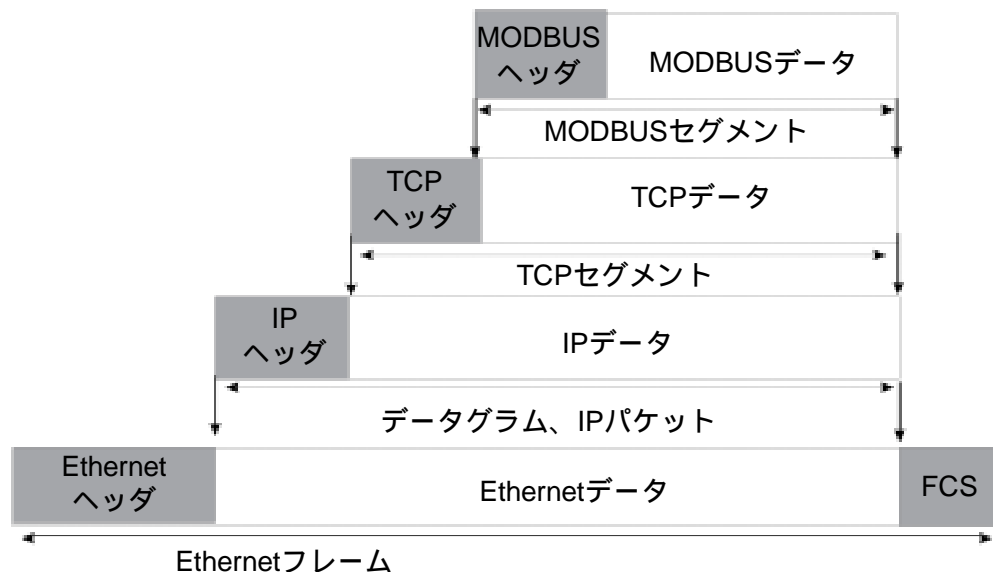 MODBUS
ヘッダ
MODBUSデータ
MODBUSセグメント
TCP
ヘッダ
TCPデータ
TCPセグメント
IP
ヘッダ
IPデータ
データグラム、IPパケット
Ethernet
ヘッダ
Ethernetデータ
FCS
Ethernetフレーム